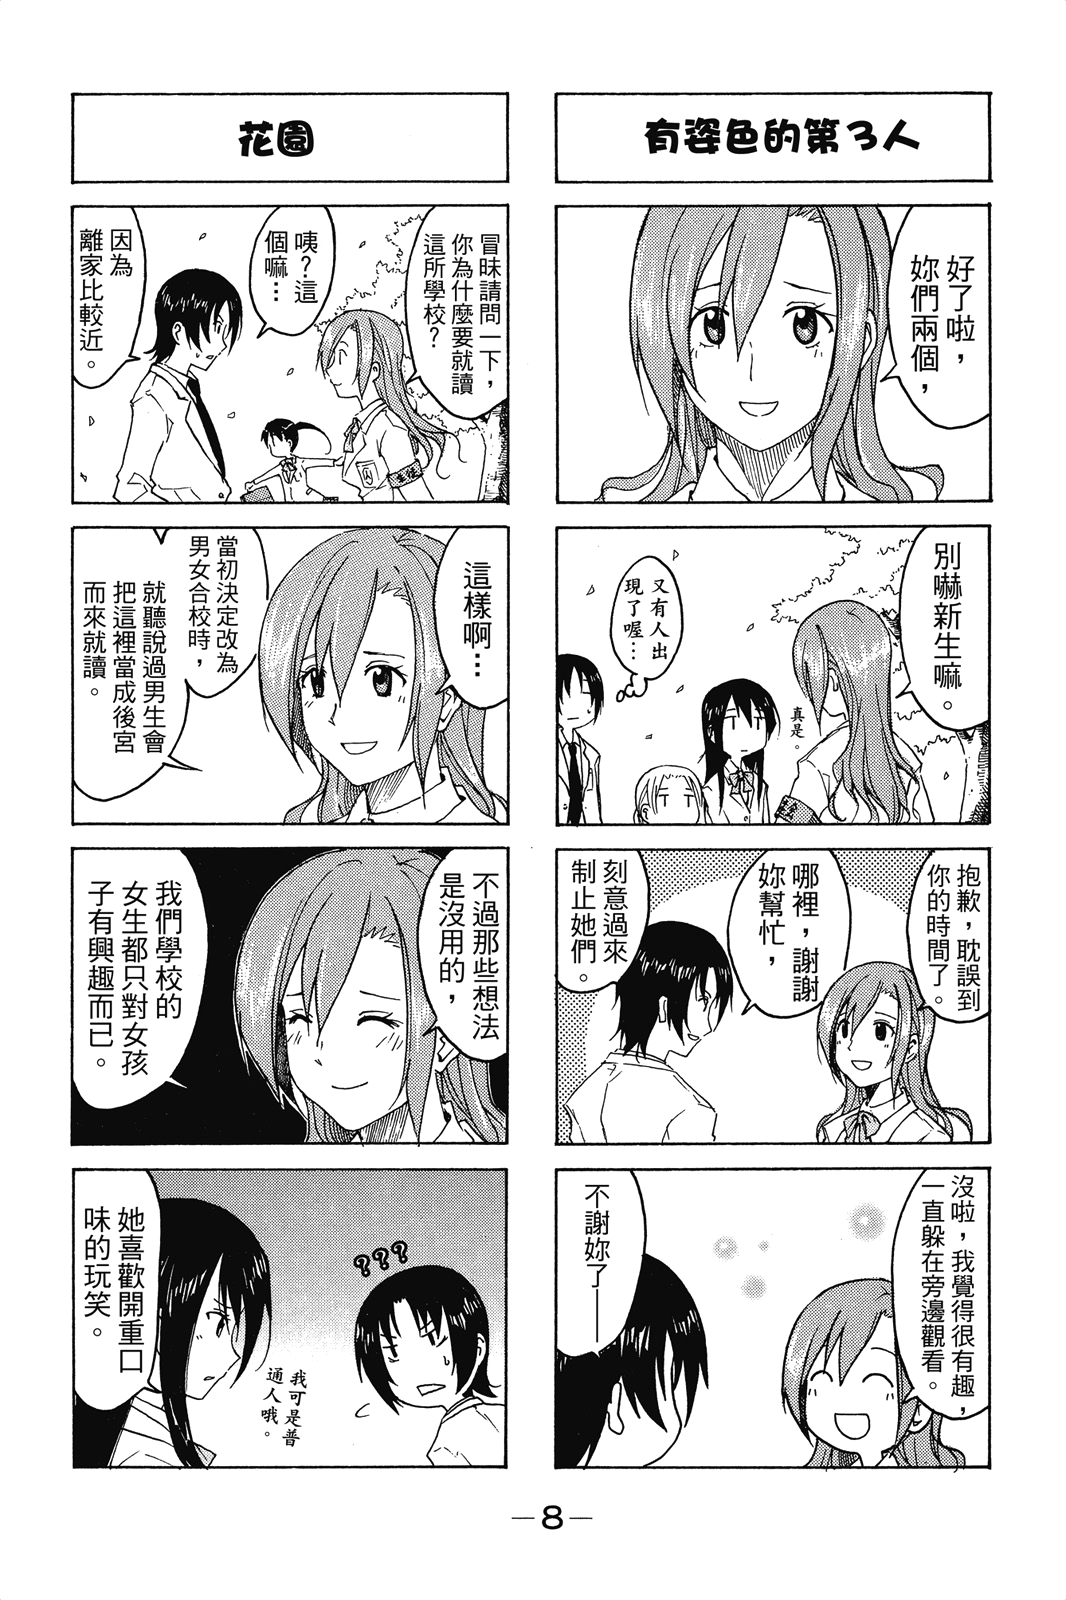 有姿色的第3人
好了啦，
妳們兩個，
別嚇新生嘛。
真是。
又有人出
現了喔…
抱歉，耽誤到
你的時間了。
哪裡，謝謝
妳幫忙，
刻意過來
制止她們。
沒啦，我覺得很有趣，
一直躲在旁邊觀看。
不謝妳了——
花園
冒昧請問一下，
你為什麼要就讀
這所學校？
咦？這
個嘛…
因為
離家比較近。
這樣啊…
當初決定改為
男女合校時，
就聽說過男生會
把這裡當成後宮
而來就讀。
不過那些想法
是沒用的，
我們學校的
女生都只對女孩
子有興趣而已。
???
我可是普
通人哦。
她喜歡開重口
味的玩笑。
—8—